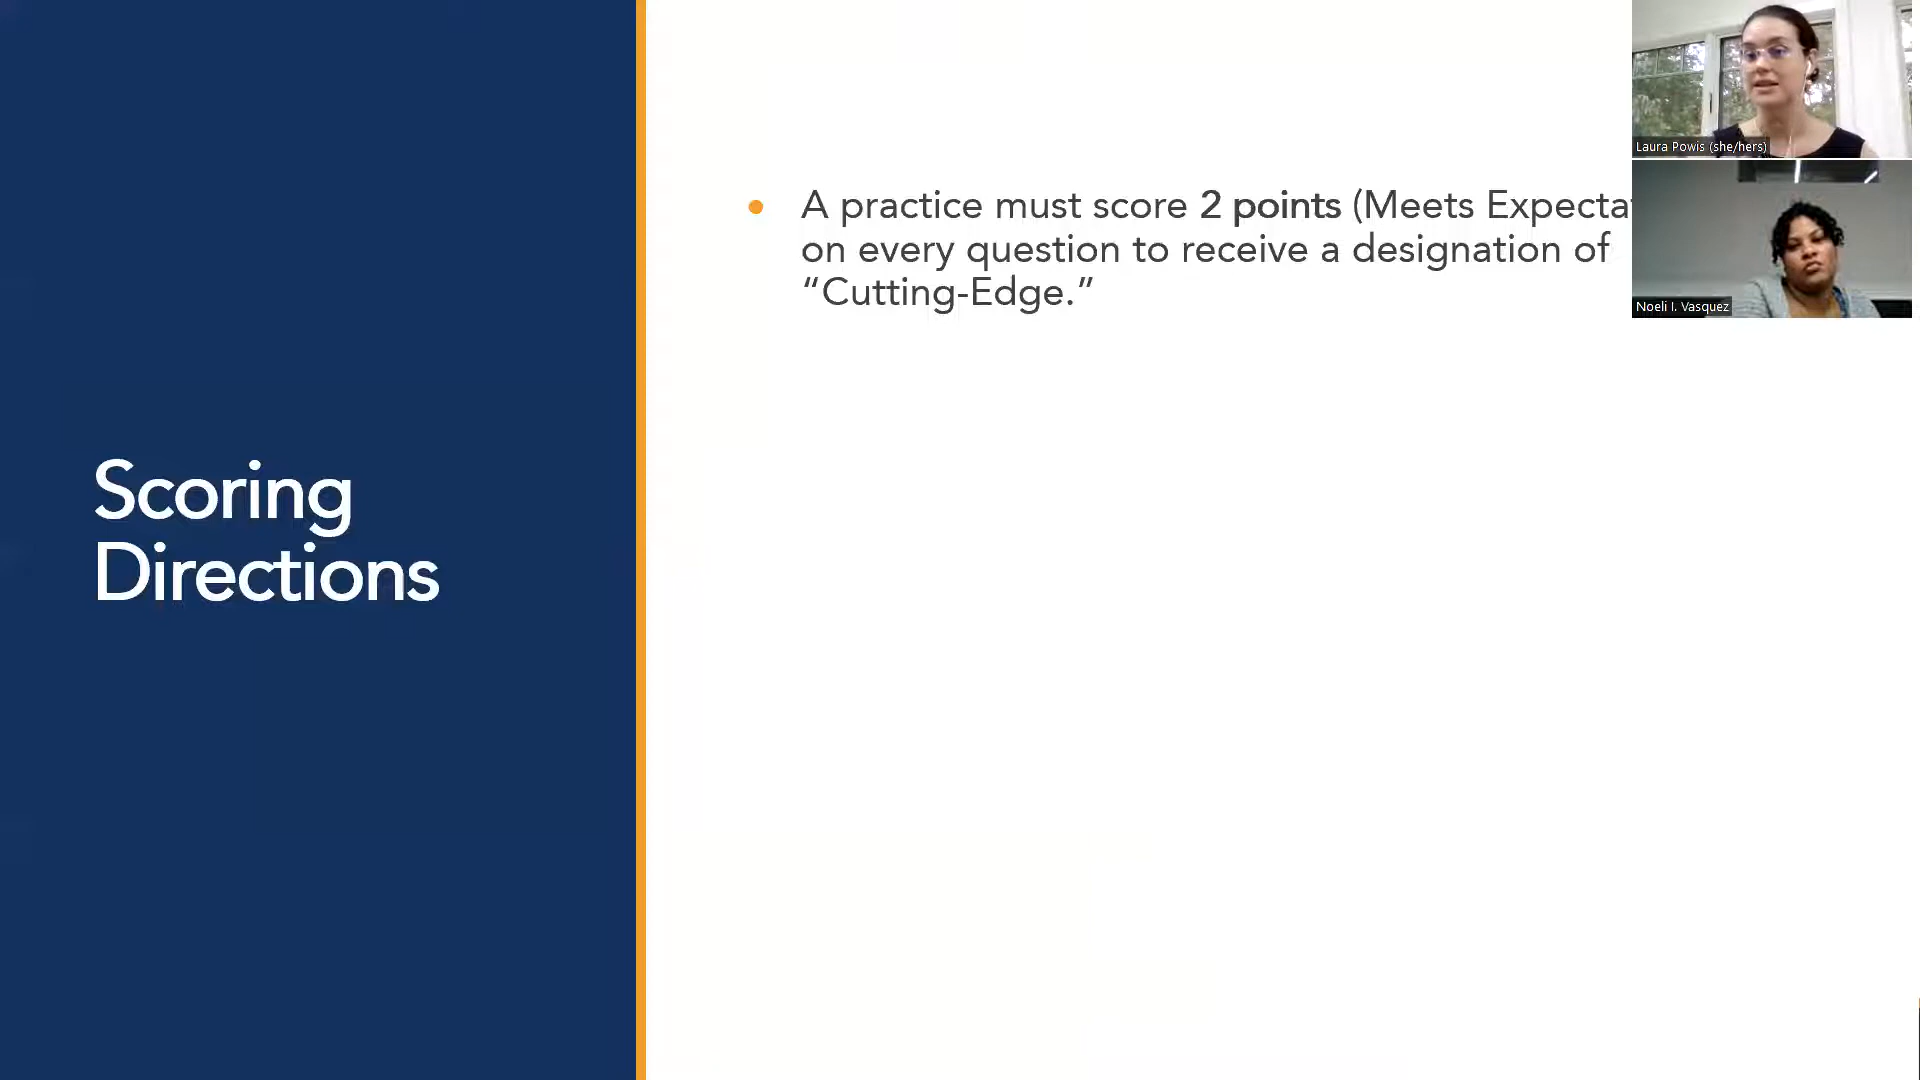 Scoring
Directions
A practice must score 2 points (Meets
on every question to receive a designation of
“Cutting-Edge.”
Laura Powis (she/hers)
Noeli I. Vasquez